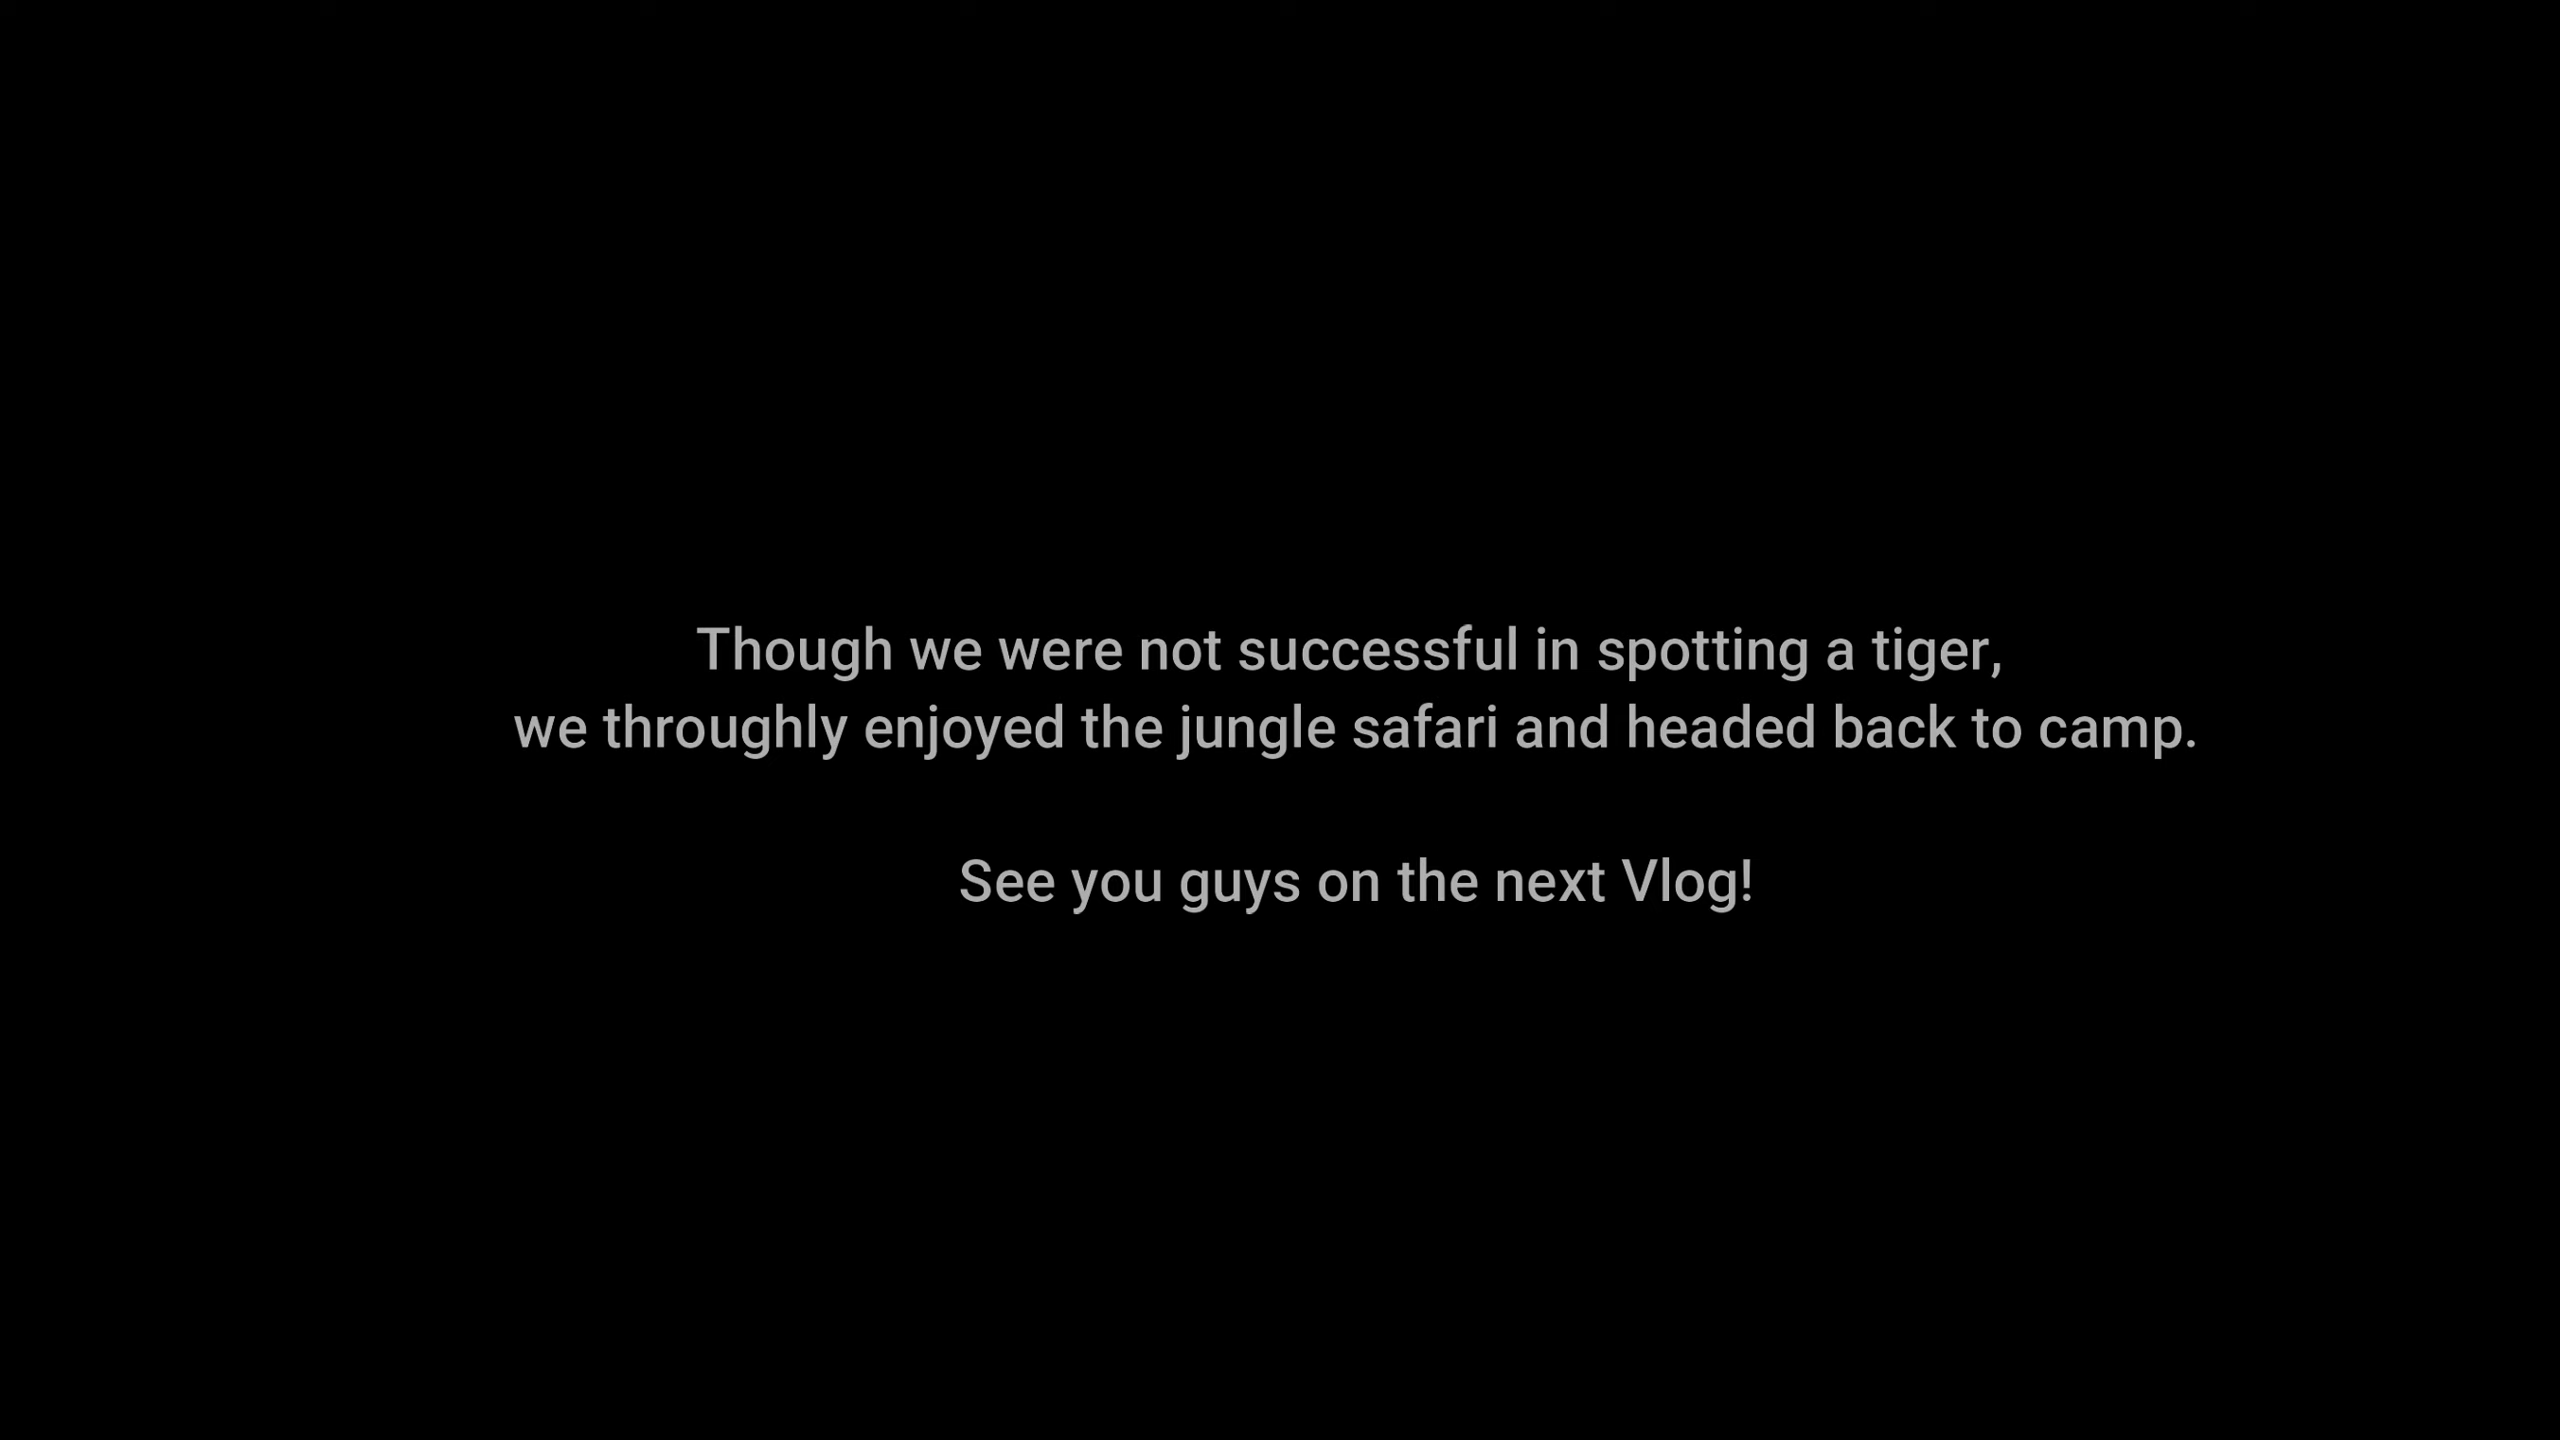 Though we were not successful in spotting a tiger,
we throughly enjoyed the jungle safari and headed back to camp.
See you guys on the next Vlog!